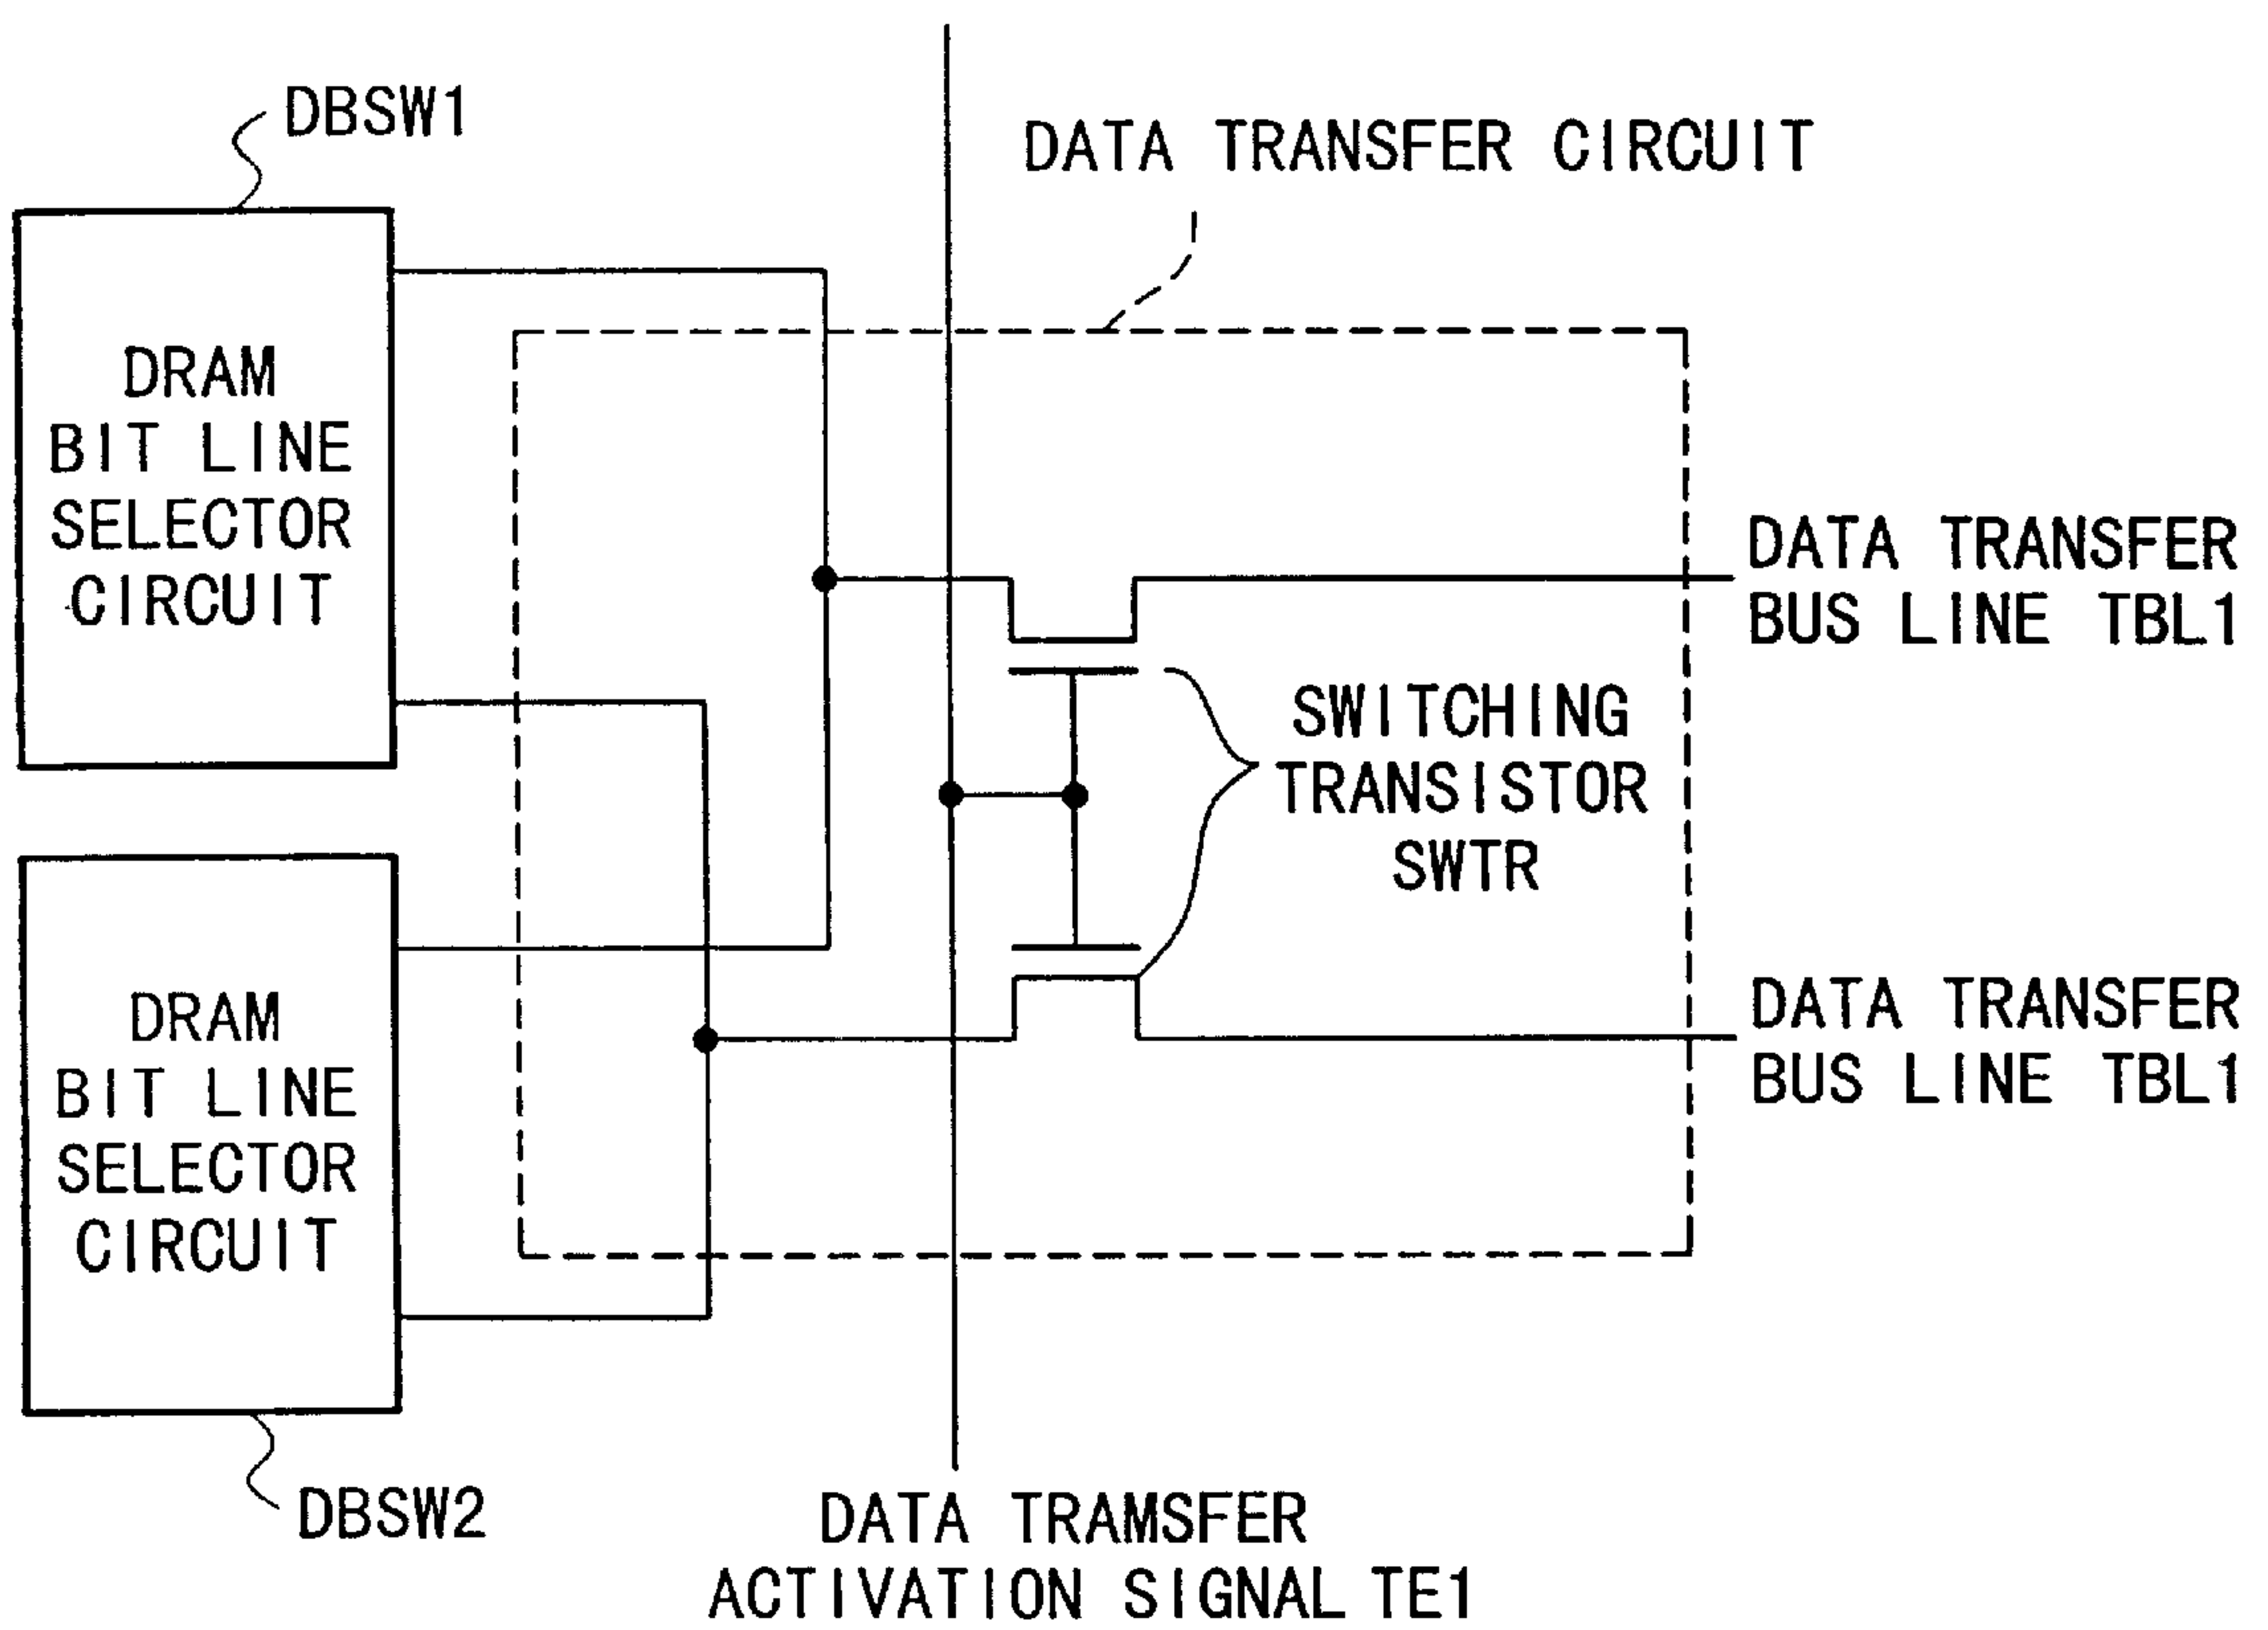 DBSW1
DATA TRANSFER CIRCUIT
DRAM
BIT LINE
SELECTOR
CIRCUIT
DATA TRANSFER
BUS LINE TBL1
SWITCHING
TRANSISTOR
SWTR
DRAM
BIT LINE
SELECTOR
CIRCUIT
DATA TRANSFER
BUS LINE TBL1
DBSW2
DATA TRAMSFER
ACTIVATION SIGNAL TE1